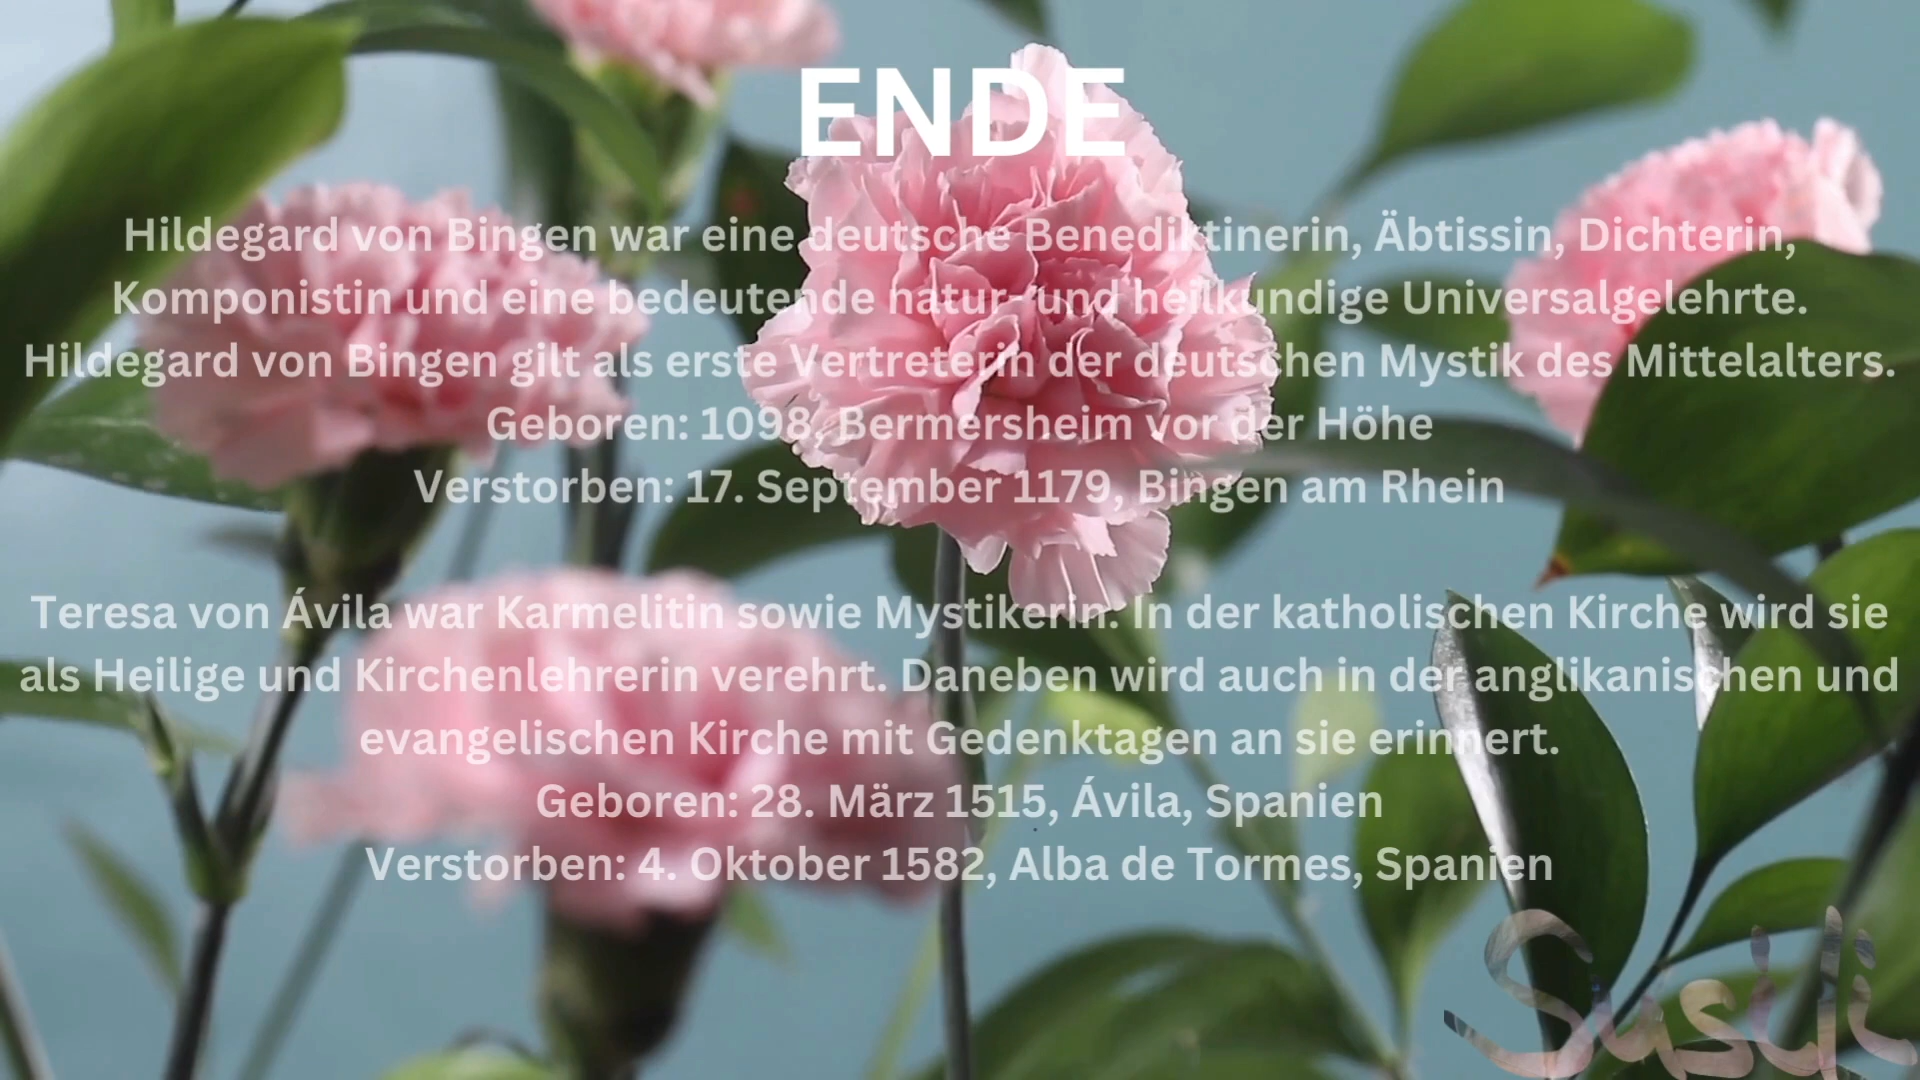 ENDE
Hildegard von Bingen war eine deutsche Benediktinerin, Äbtissin, Dichterin,
Komponistin und eine bedeutende natur- und heilkundige Universalgelehrte.
Hildegard von Bingen gilt als erste Vertreterin der deutschen Mystik des Mittelalters.
Geboren: 1098, Bermersheim vor der Höhe
Verstorben: 17. September 1179, Bingen am Rhein
Teresa von Ávila war Karmelitin sowie Mystikerin. In der katholischen Kirche wird sie
als Heilige und Kirchenlehrerin verehrt. Daneben wird auch in der anglikanischen und
evangelischen Kirche mit Gedenktagen an sie erinnert.
Geboren: 28. März 1515, Ávila, Spanien
Verstorben: 4. Oktober 1582, Alba de Tormes, Spanien